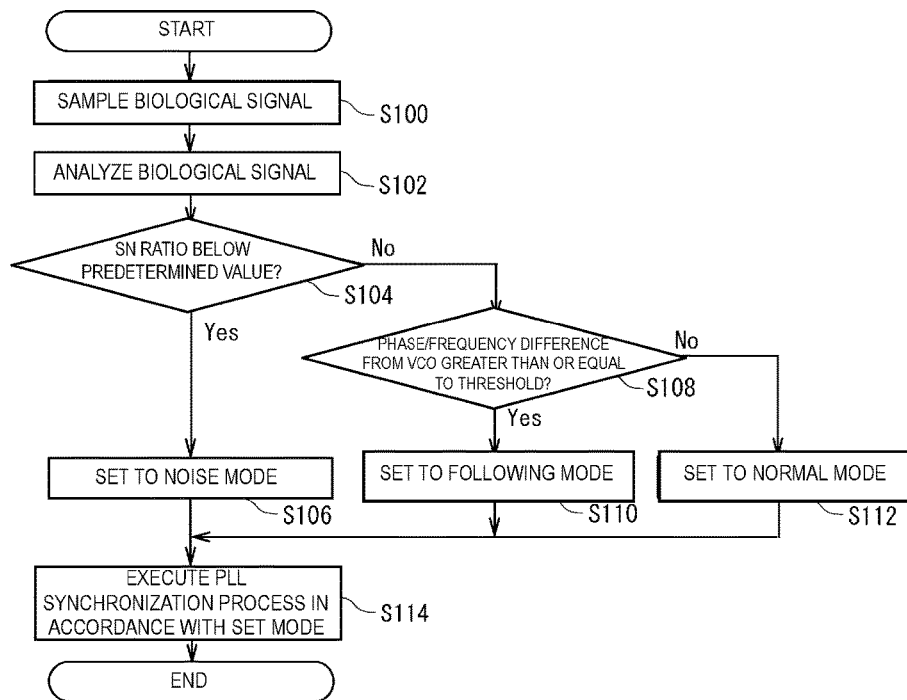 START
SAMPLE BIOLOGICAL SIGNAL
S100
ANALYZE BIOLOGICAL SIGNAL
S102
SN RATIO BELOW
PREDETERMINED VALUE?
No
S104
Yes
PHASE/FREQUENCY DIFFERENCE
FROM VCO GREATER THAN OR EQUAL
TO THRESHOLD?
No
S108
Yes
SET TO NOISE MODE
S106
SET TO FOLLOWING MODE
S110
SET TO NORMAL MODE
S112
EXECUTE PLL
SYNCHRONIZATION PROCESS IN
ACCORDANCE WITH SET MODE
S114
END